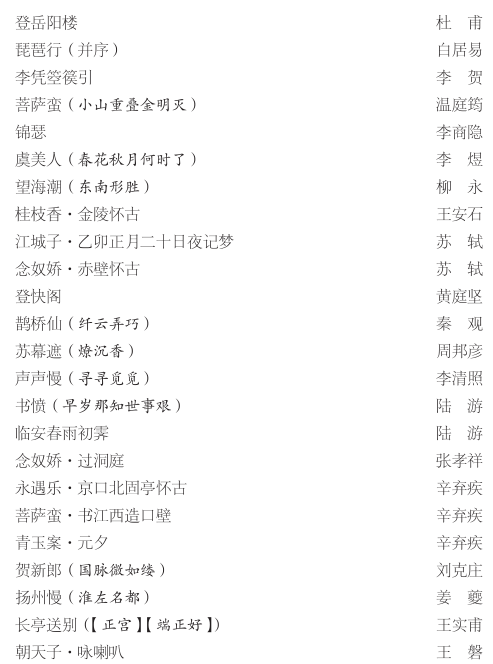 登岳阳楼 杜 甫
琵琶行（并序） 白居易
李凭箜篌引 李 贺
菩萨蛮（小山重叠金明灭） 温庭筠
锦瑟 李商隐
虞美人（春花秋月何时了） 李 煜
望海潮（东南形胜） 柳 永
桂枝香·金陵怀古 王安石
江城子·乙卯正月二十日夜记梦 苏 轼
念奴娇·赤壁怀古 苏 轼
登快阁 黄庭坚
鹊桥仙（纤云弄巧） 秦 观
苏幕遮（燎沉香） 周邦彦
声声慢（寻寻觅觅） 李清照
书愤（早岁那知世事艰） 陆 游
临安春雨初霁 陆 游
念奴娇·过洞庭 张孝祥
永遇乐·京口北固亭怀古 辛弃疾
菩萨蛮·书江西造口壁 辛弃疾
青玉案·元夕 辛弃疾
贺新郎（国脉微如缕） 刘克庄
扬州慢（淮左名都） 姜 夔
长亭送别（【正宫】【端正好】） 王实甫
朝天子·咏喇叭 王 磐